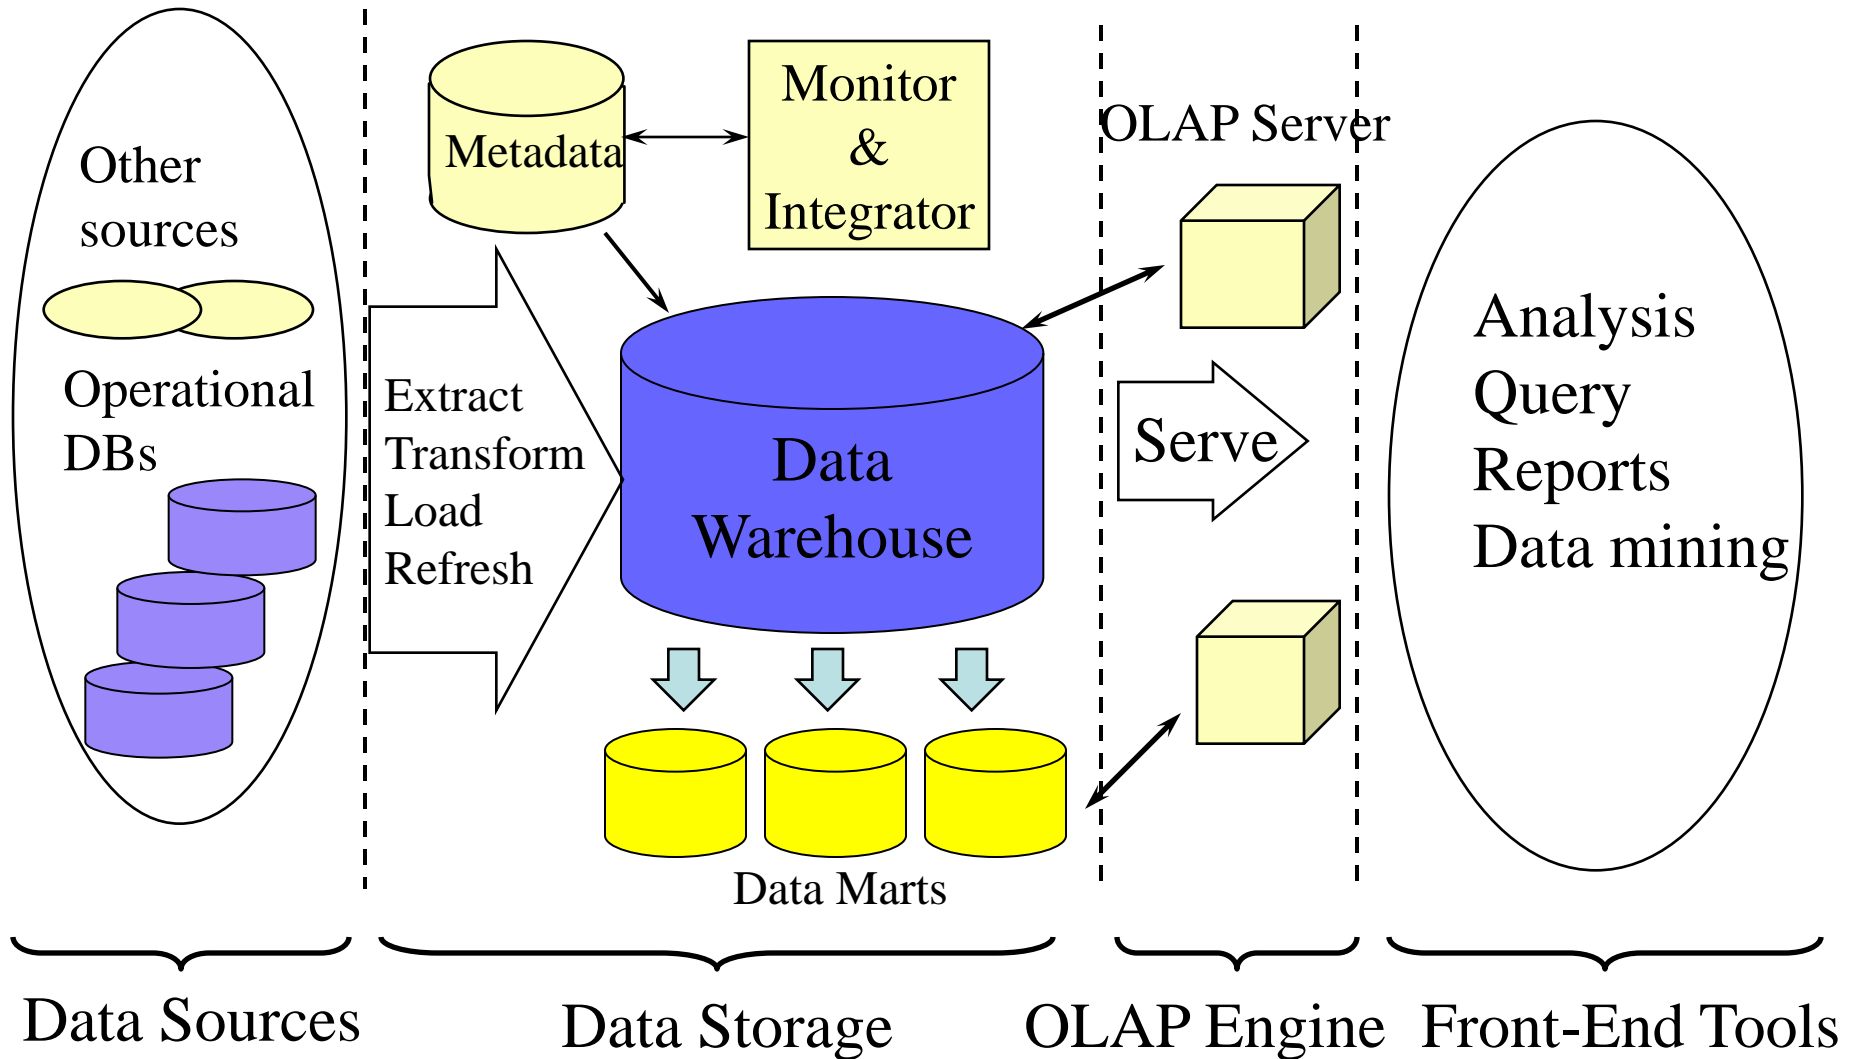 Other
sources
Operational
DBs
Extract
Transform
Load
Refresh
Metadata
Monitor
&
Integrator
Data
Warehouse
Data Marts
OLAP Server
Serve
Analysis
Query
Reports
Data mining
Data Sources
Data Storage
OLAP Engine
Front-End Tools